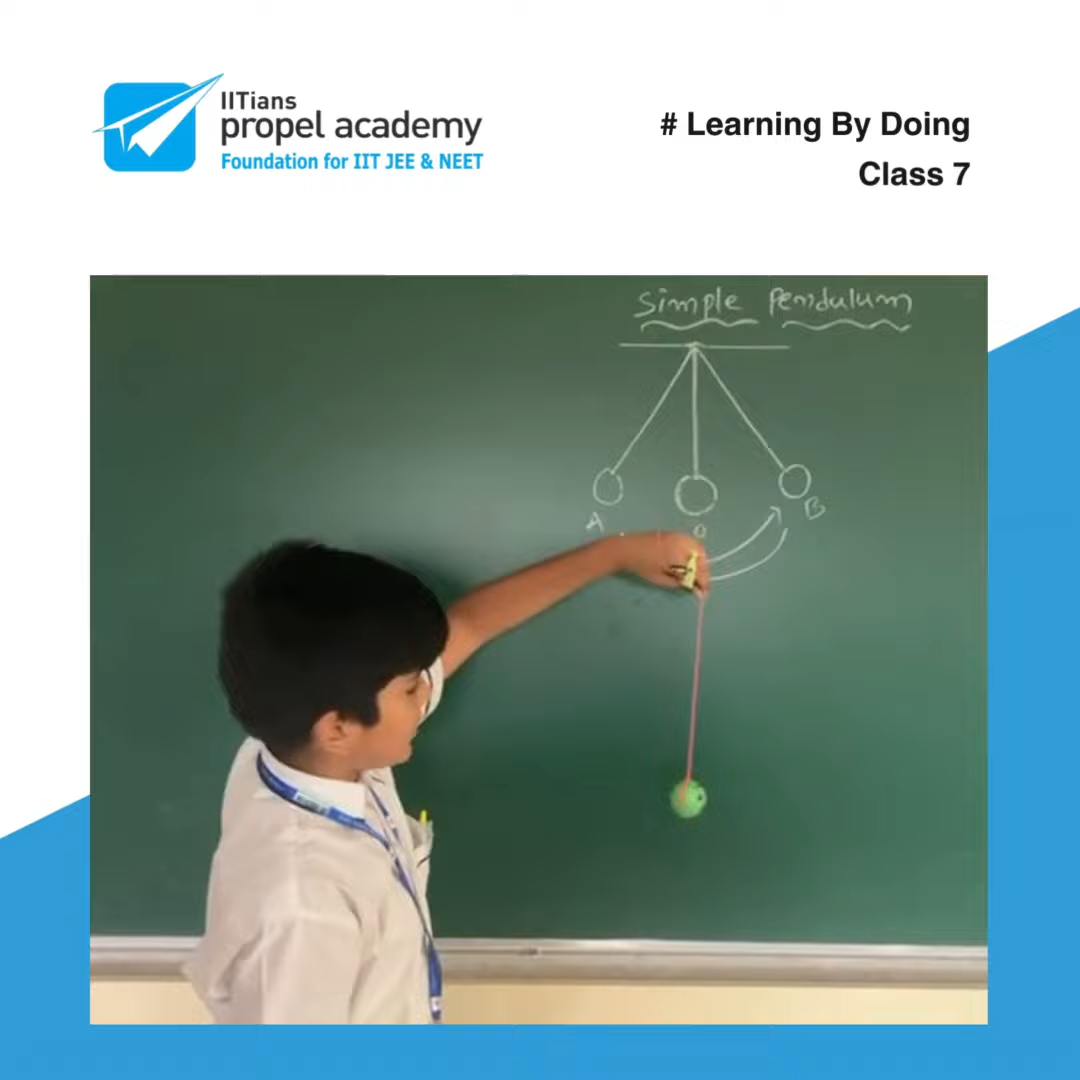 IITians
propel academy
Foundation for IIT JEE & NEET
# Learning By Doing
Class 7
Simple Pendulum
A
O
B